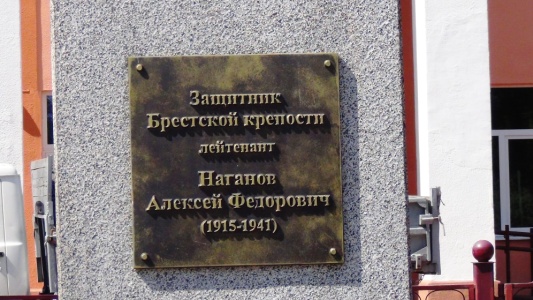 Защитник
Брестской крепости
лейтенант
Наганов
Алексей Федорович
(1915-1941)